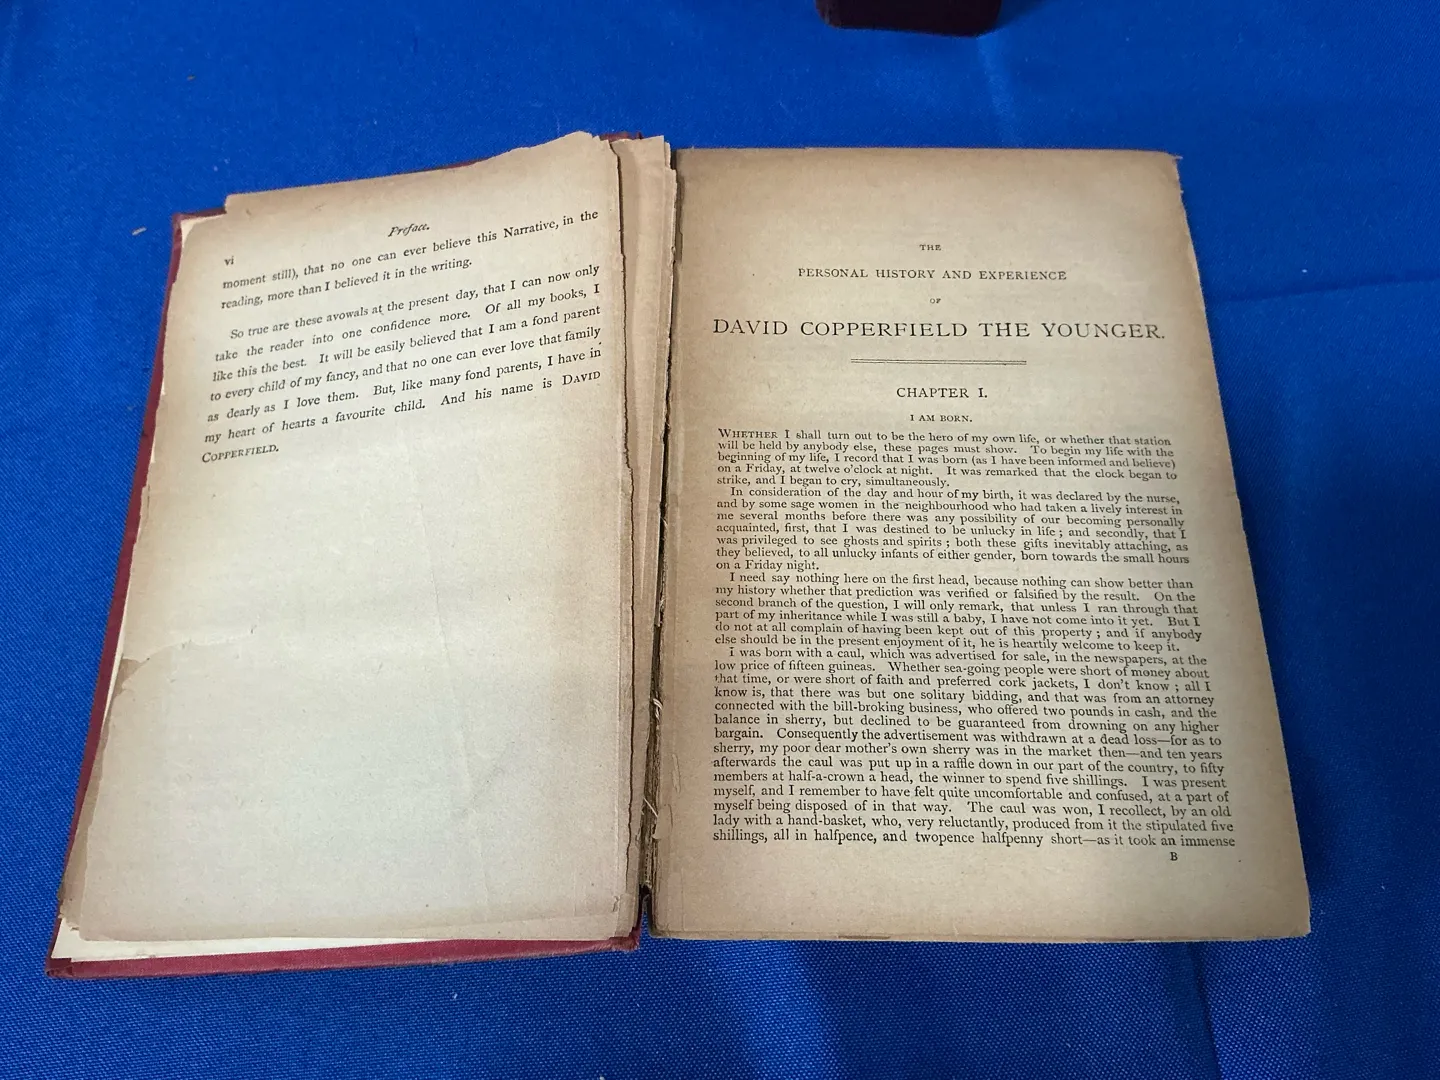 vi
Preface.
moment still), that no one can ever believe this Narrative, in the
reading, more than I believed it in the writing.
So true are these avowals at the present day, that I can now only
take the reader into one confidence more. Of all my books, I
like this the best. It will be easily believed that I am a fond parent
to every child of my fancy, and that no one can ever love that family
as dearly as I love them. But, like many fond parents, I have in
my heart of hearts a favourite child. And his name is DAVID
COPPERFIELD.
THE
PERSONAL HISTORY AND EXPERIENCE
OF
DAVID COPPERFIELD THE YOUNGER.
CHAPTER I.
I AM BORN.
WHETHER I shall turn out to be the hero of my own life, or whether that station
will be held by anybody else, these pages must show. To begin my life with the
beginning of my life, I record that I was born (as I have been informed and believe)
on a Friday, at twelve o'clock at night. It was remarked that the clock began to
strike, and I began to cry, simultaneously.
In consideration of the day and hour of my birth, it was declared by the nurse,
and by some sage women in the neighbourhood who had taken a lively interest in
me several months before there was any possibility of our becoming personally
acquainted, first, that I was destined to be unlucky in life; and secondly, that I
was privileged to see ghosts and spirits; both these gifts inevitably attaching, as
they believed, to all unlucky infants of either gender, born towards the small hours
on a Friday night.
I need say nothing here on the first head, because nothing can show better than
my history whether that prediction was verified or falsified by the result. On the
second branch of the question, I will only remark, that unless I ran through that
part of my inheritance while I was still a baby, I have not come into it yet. But I
do not at all complain of having been kept out of this property; and if anybody
else should be in the present enjoyment of it, he is heartily welcome to keep it.
I was born with a caul, which was advertised for sale, in the newspapers, at the
low price of fifteen guineas. Whether sea-going people were short of money about
that time, or were short of faith and preferred cork jackets, I don't know; all I
know is, that there was but one solitary bidding, and that was from an attorney
connected with the bill-broking business, who offered two pounds in cash, and the
balance in sherry, but declined to be guaranteed from drowning on any higher
bargain. Consequently the advertisement was withdrawn at a dead loss—for as to
sherry, my poor dear mother's own sherry was in the market then—and ten years
afterwards the caul was put up in a raffle down in our part of the country, to fifty
members at half-a-crown a head, the winner to spend five shillings. I was present
myself, and I remember to have felt quite uncomfortable and confused, at a part of
myself being disposed of in that way. The caul was won, I recollect, by an old
lady with a hand-basket, who, very reluctantly, produced from it the stipulated five
shillings, all in halfpence, and twopence halfpenny short—as it took an immense
B